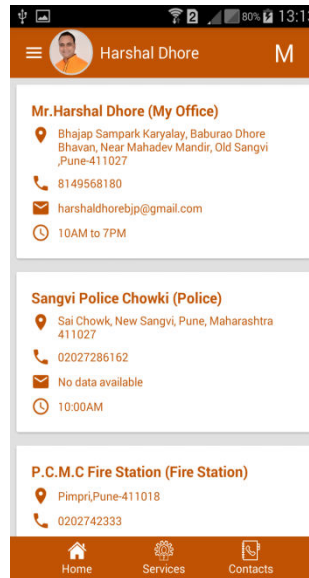 2 80% 13:13
Harshal Dhore M
Mr.Harshal Dhore (My Office)
Bhajap Sampark Karyalay, Baburao Dhore
Bhavan, Near Mahadev Mandir, Old Sangvi
,Pune-411027
8149568180
harshaldhorebjp@gmail.com
10AM to 7PM
Sangvi Police Chowki (Police)
Sai Chowk, New Sangvi, Pune, Maharashtra
411027
02027286162
No data available
10:00AM
P.C.M.C Fire Station (Fire Station)
Pimpri,Pune-411018
0202742333
Home Services Contacts